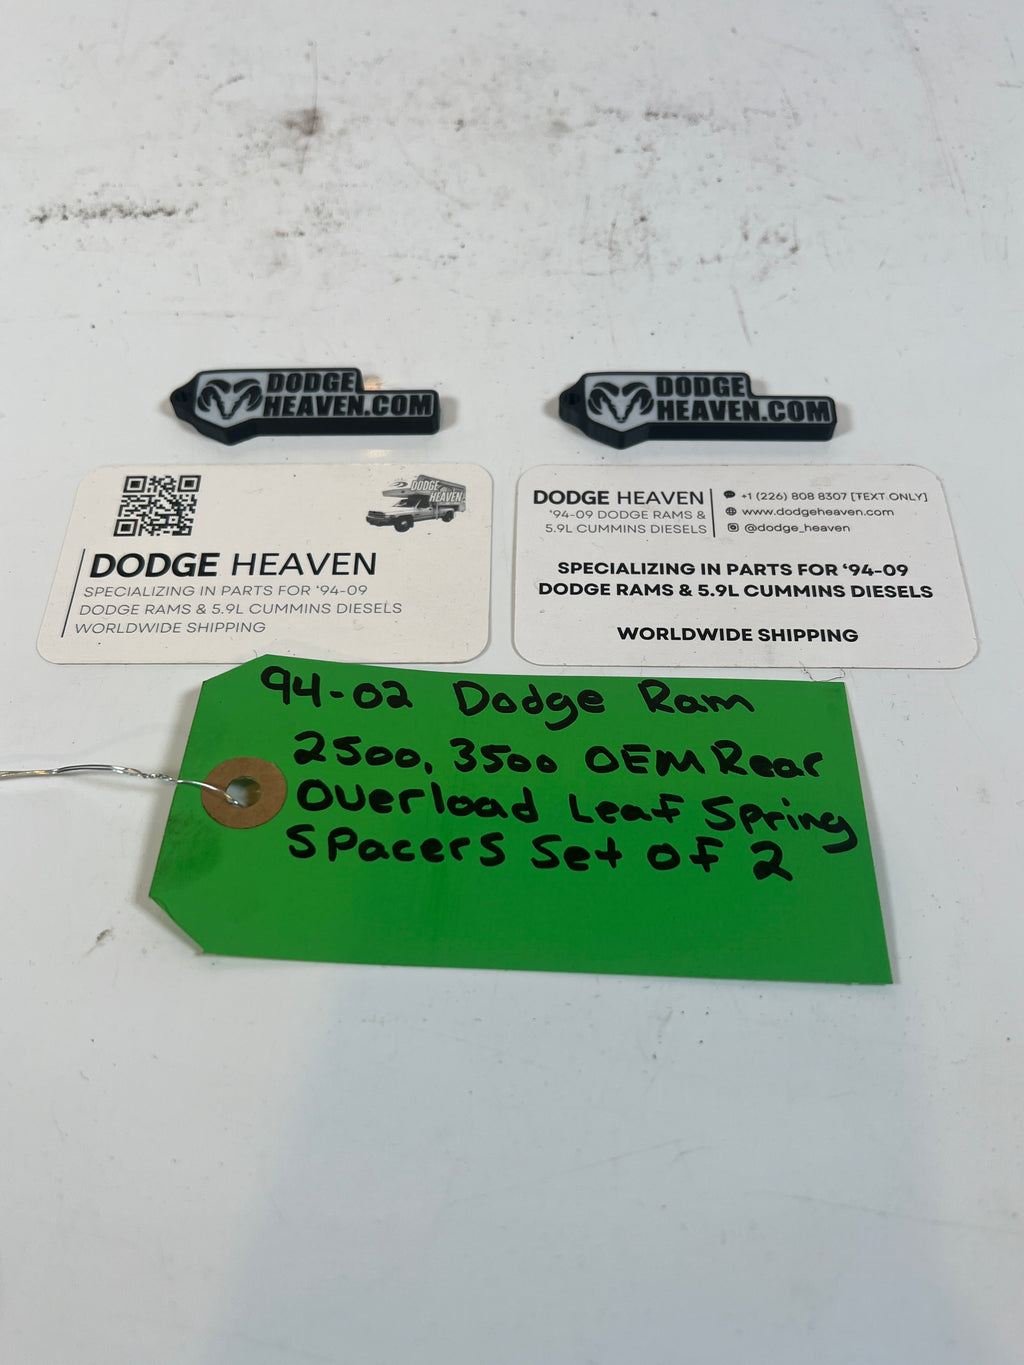 DODGE
HEAVEN.COM
DODGE
HEAVEN.COM
DODGE
HEAVEN
DODGE HEAVEN
SPECIALIZING IN PARTS FOR ‘94-09
DODGE RAMS & 5.9L CUMMINS DIESELS
WORLDWIDE SHIPPING
DODGE HEAVEN
‘94-09 DODGE RAMS &
5.9L CUMMINS DIESELS
+1 (226) 808 8307 [TEXT ONLY]
www.dodgeheaven.com
@dodge_heaven
SPECIALIZING IN PARTS FOR ‘94-09
DODGE RAMS & 5.9L CUMMINS DIESELS
WORLDWIDE SHIPPING
94-02 Dodge Ram
2500, 3500 OEM Rear
Overload Leaf Spring
Spacers Set of 2